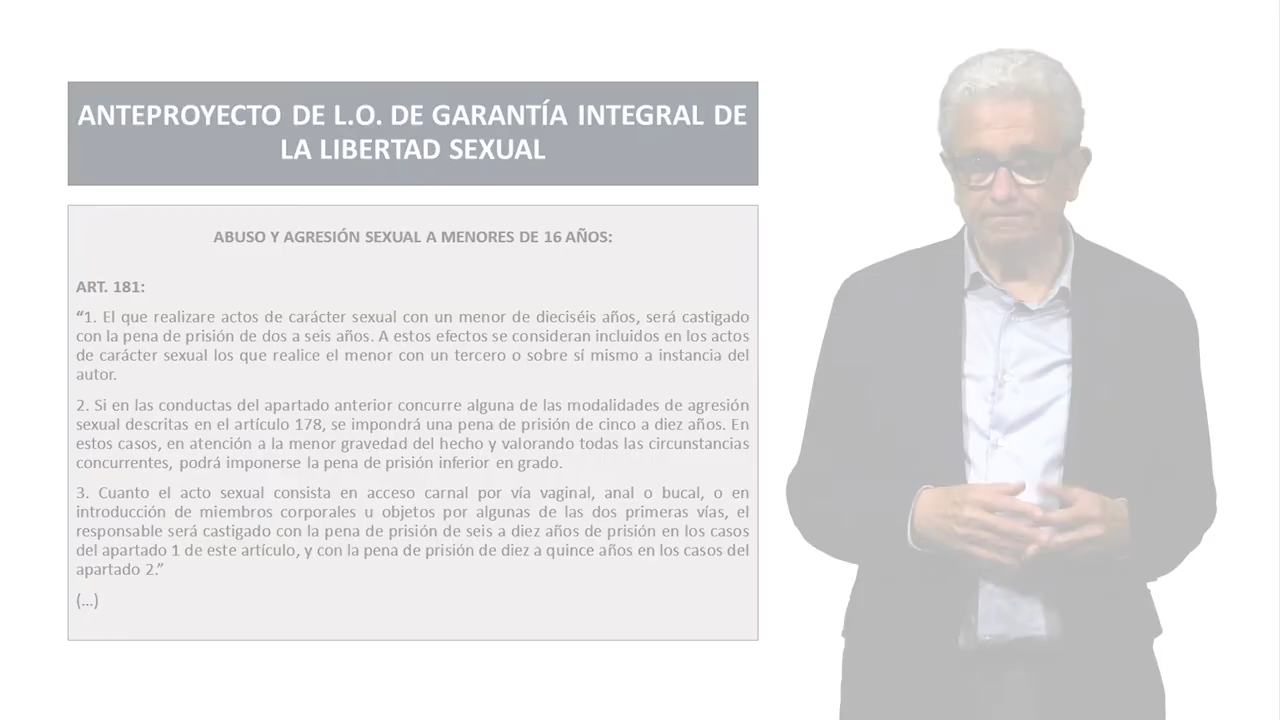 ANTEPROYECTO DE L.O. DE GARANTÍA INTEGRAL DE
LA LIBERTAD SEXUAL
ABUSO Y AGRESIÓN SEXUAL A MENORES DE 16 AÑOS:
ART. 181:
“1. El que realizare actos de carácter sexual con un menor de dieciséis años, será castigado
con la pena de prisión de dos a seis años. A estos efectos se consideran incluidos en los actos
de carácter sexual los que realice el menor con un tercero o sobre sí mismo a instancia del
autor.
2. Si en las conductas del apartado anterior concurre alguna de las modalidades de agresión
sexual descritas en el artículo 178, se impondrá una pena de prisión de cinco a diez años. En
estos casos, en atención a la menor gravedad del hecho y valorando todas las circunstancias
concurrentes, podrá imponerse la pena de prisión inferior en grado.
3. Cuanto el acto sexual consista en acceso carnal por vía vaginal, anal o bucal, o en
introducción de miembros corporales u objetos por algunas de las dos primeras vías, el
responsable será castigado con la pena de prisión de seis a diez años de prisión en los casos
del apartado 1 de este artículo, y con la pena de prisión de diez a quince años en los casos del
apartado 2.”
(...)